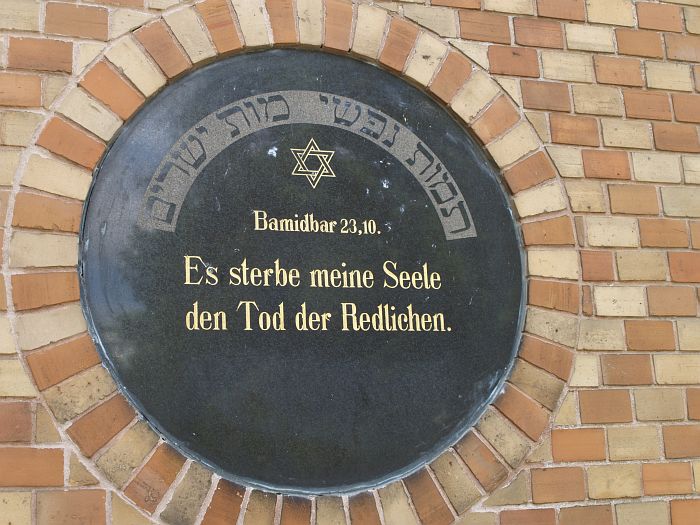 תמות נפשי מות ישרים
Bamidbar 23,10.
Es sterbe meine Seele
den Tod der Redlichen.